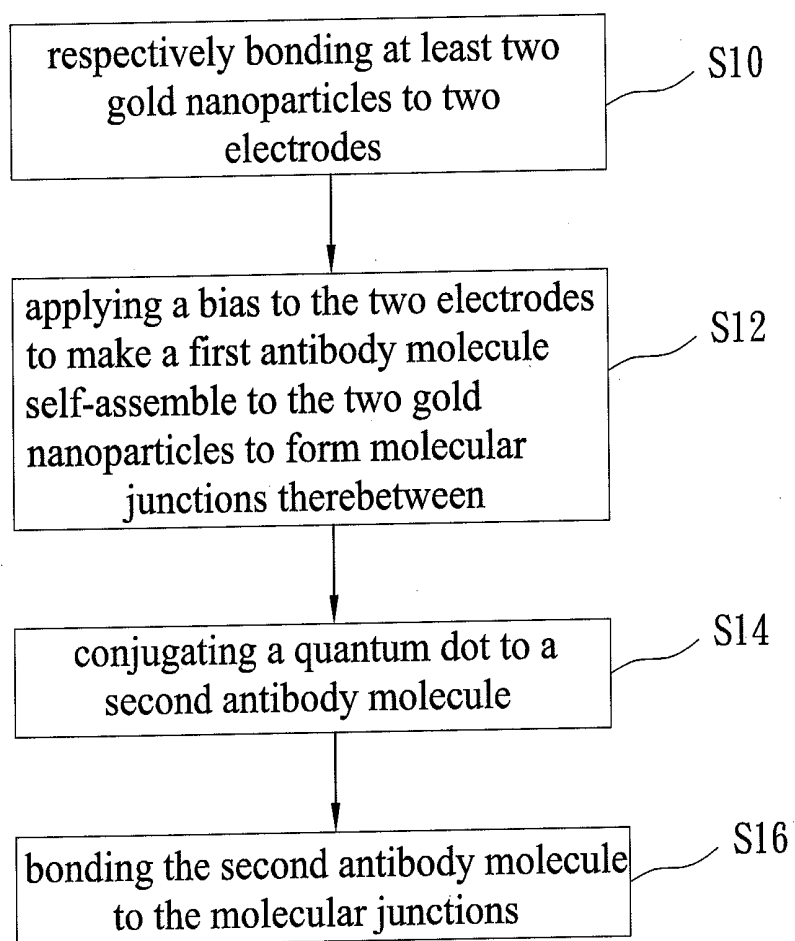 respectively bonding at least two
gold nanoparticles to two
electrodes
S10
applying a bias to the two electrodes
to make a first antibody molecule
self-assemble to the two gold
nanoparticles to form molecular
junctions therebetween
S12
conjugating a quantum dot to a
second antibody molecule
S14
bonding the second antibody molecule
to the molecular junctions
S16